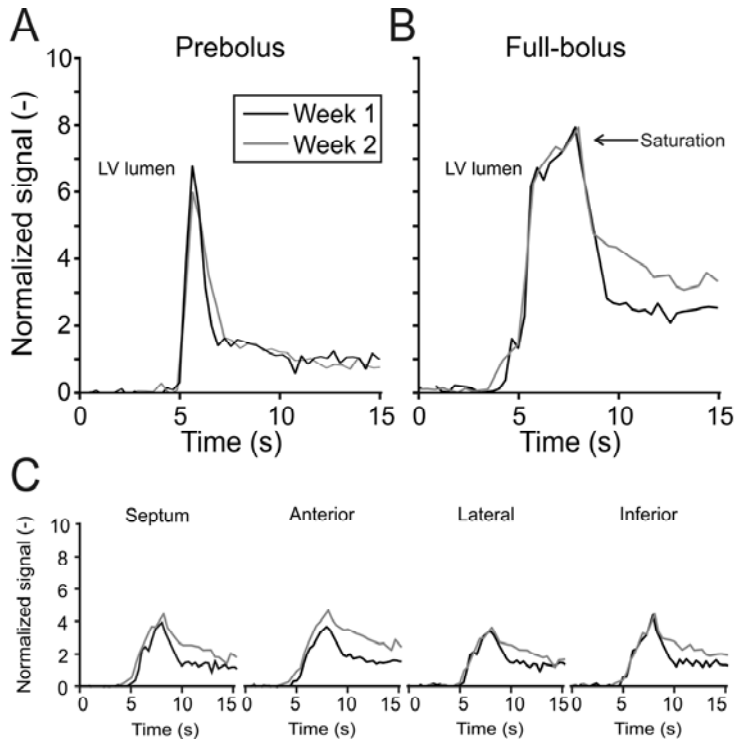 A
Prebolus
B
Full-bolus
10
8
6
4
2
0
Normalized signal (-)
LV lumen
Week 1
Week 2
0
5
10
15
Time (s)
LV lumen
Saturation
0
5
10
15
Time (s)
C
Septum
Anterior
Lateral
Inferior
10
8
6
4
2
0
Normalized signal (-)
0 5 10 15
0 5 10 15
0 5 10 15
0 5 10 15
Time (s)
Time (s)
Time (s)
Time (s)